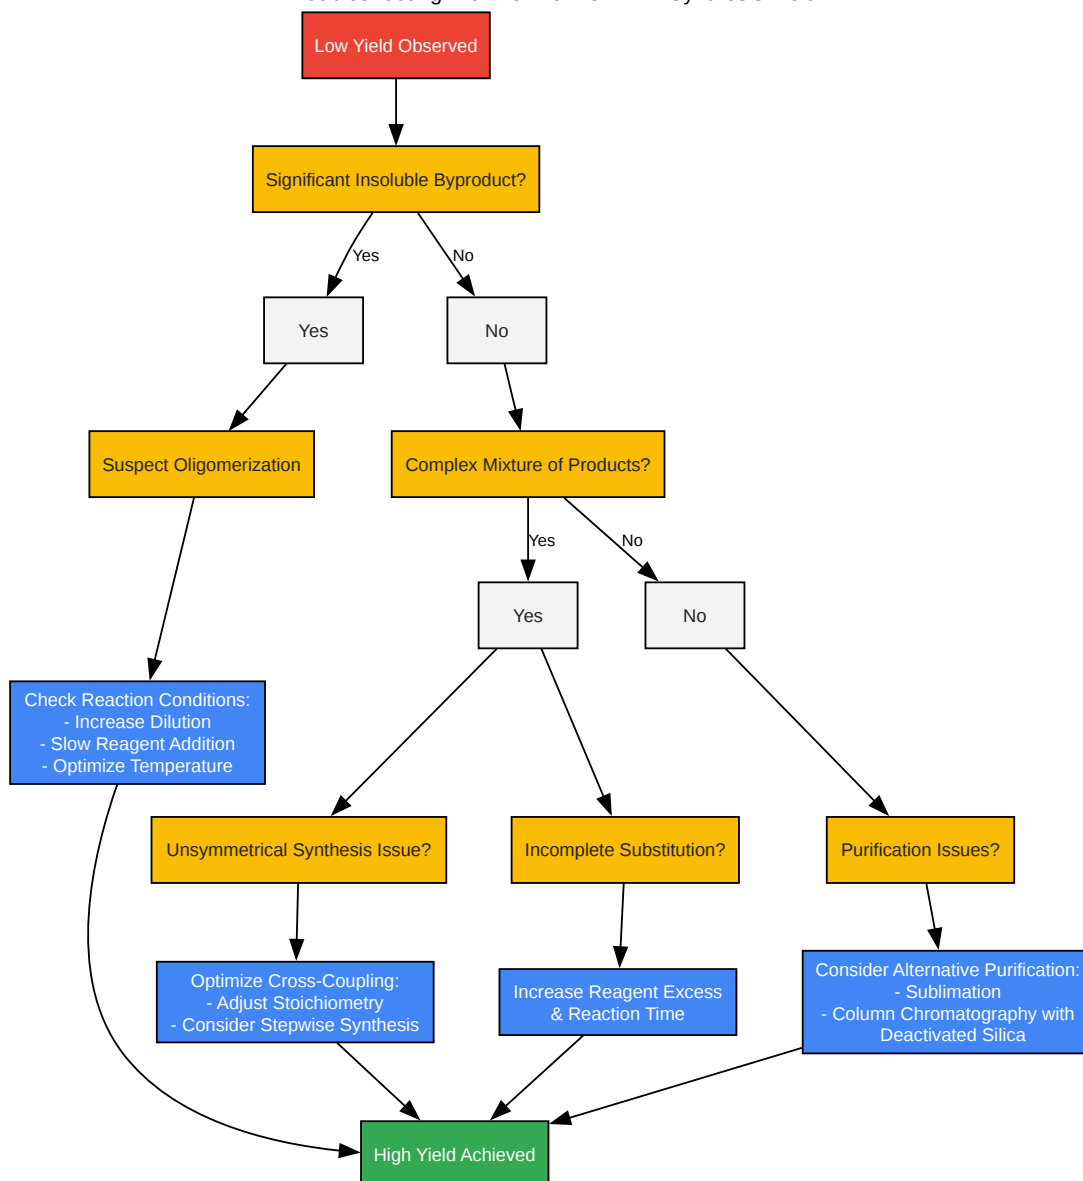 Low Yield Observed
Significant Insoluble Byproduct?
Yes
No
Yes
No
Suspect Oligomerization
Complex Mixture of Products?
Yes
No
Yes
No
Check Reaction Conditions:
- Increase Dilution
- Slow Reagent Addition
- Optimize Temperature
Unsymmetrical Synthesis Issue?
Incomplete Substitution?
Purification Issues?
Optimize Cross-Coupling:
- Adjust Stoichiometry
- Consider Stepwise Synthesis
Increase Reagent Excess
& Reaction Time
Consider Alternative Purification:
- Sublimation
- Column Chromatography with
Deactivated Silica
High Yield Achieved